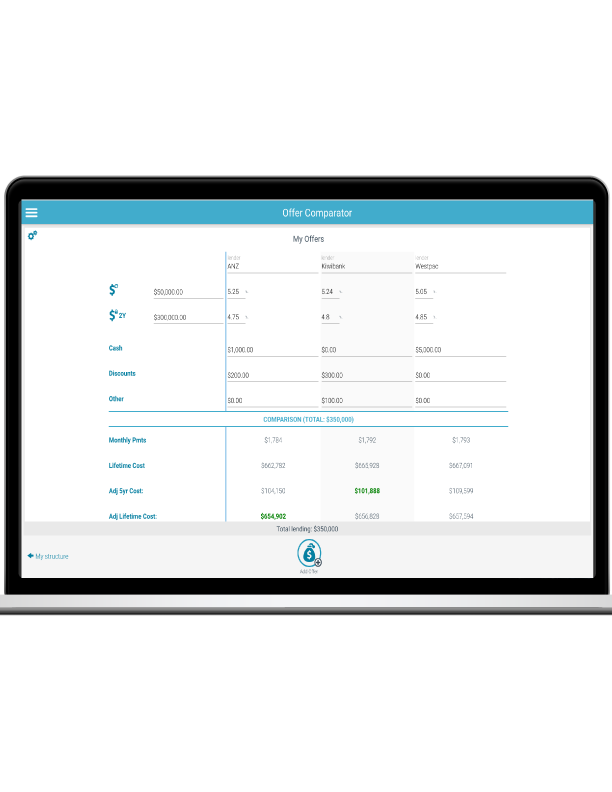 Offer Comparator
My Offers
lender lender lender
ANZ Kiwibank Westpac
$ $50,000.00 5.25 % 5.24 % 5.05 %
$ 2Y $300,000.00 4.75 % 4.8 % 4.85 %
Cash $1,000.00 $0.00 $5,000.00
Discounts $200.00 $300.00 $0.00
Other $0.00 $100.00 $0.00
COMPARISON (TOTAL: $350,000)
Monthly Pmts $1,784 $1,792 $1,793
Lifetime Cost $662,782 $665,928 $667,091
Adj 5yr Cost: $104,150 $101,888 $109,599
Adj Lifetime Cost: $654,902 $656,828 $657,594
Total lending: $350,000
My structure
$
Add Offer